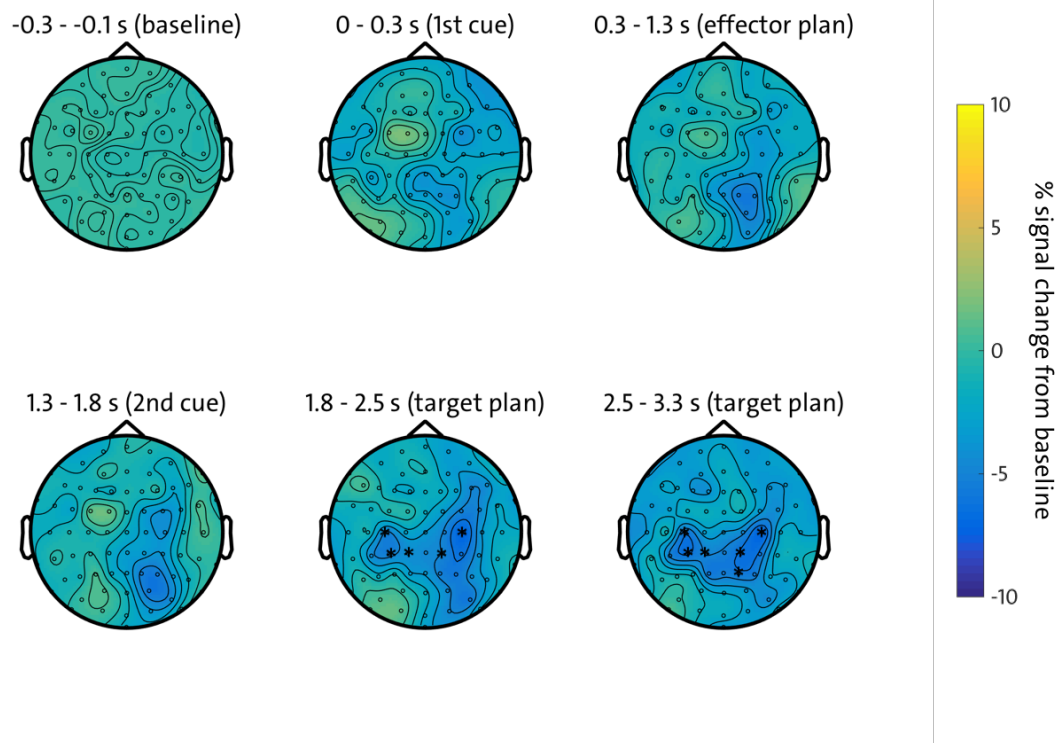 -0.3 - -0.1 s (baseline)
0 - 0.3 s (1st cue)
0.3 - 1.3 s (effector plan)
10
5
0
-5
-10
% signal change from baseline
1.3 - 1.8 s (2nd cue)
1.8 - 2.5 s (target plan)
2.5 - 3.3 s (target plan)